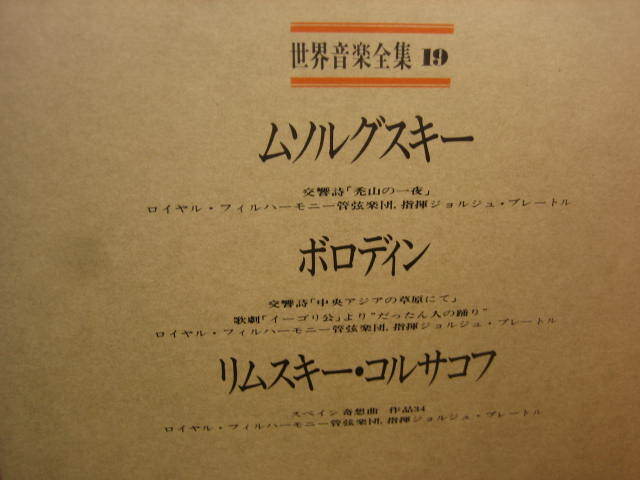 世界音楽全集 19
ムソルグスキー
交響詩「禿山の一夜」
ロイヤル・フィルハーモニー管弦楽団，指揮ジョルジュ・プレートル
ボロディン
交響詩「中央アジアの草原にて」
歌劇「イーゴリ公」より"だったん人の踊り"
ロイヤル・フィルハーモニー管弦楽団，指揮ジョルジュ・プレートル
リムスキー・コルサコフ
スペイン奇想曲 作品34
ロイヤル・フィルハーモニー管弦楽団，指揮ジョルジュ・プレートル